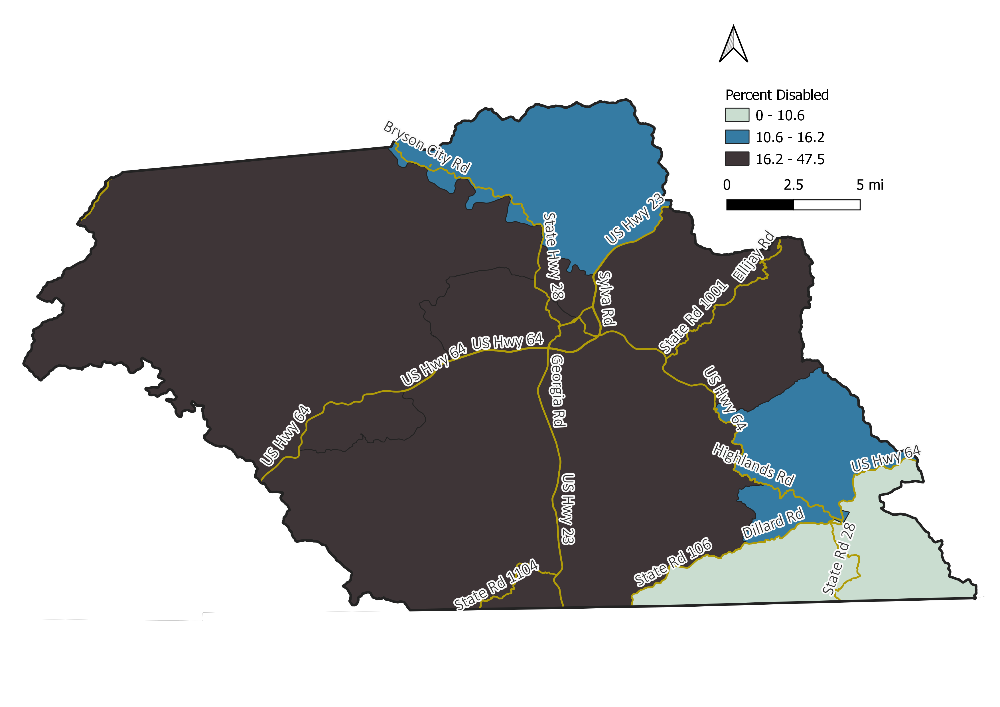 Percent Disabled
0 - 10.6
10.6 - 16.2
16.2 - 47.5
0 2.5 5 mi
Bryson City Rd
US Hwy 23
State Hwy 28
Ellijay Rd
Sylva Rd
State Rd 1001
US Hwy 64
US Hwy 64
Georgia Rd
US Hwy 64
US Hwy 64
Highlands Rd
US Hwy 64
US Hwy 23
Dillard Rd
State Rd 28
State Rd 106
State Rd 1104